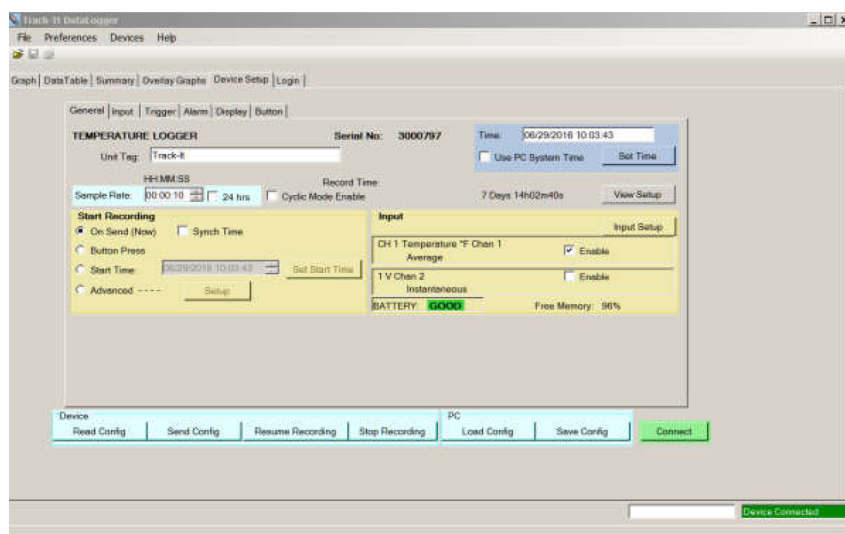 Track-It DataLogger
File Preferences Devices Help
Graph DataTable Summary Overlay Graphs Device Setup Login
General Input Trigger Alarm Display Button
TEMPERATURE LOGGER Serial No: 3000797 Time: 06/29/2016 10:03:43
Unit Tag: Track-It Use PC System Time Set Time
HH:MM:SS Record Time:
Sample Rate: 00:00:10 24 hrs Cyclic Mode Enable 7 Days 14h02m40s View Setup
Start Recording Input
On Send (Now) Synch Time Input Setup
Button Press CH 1 Temperature °F Chan 1 Enable
Average
Start Time: 06/29/2016 10:03:43 Set Start Time
1 V Chan 2 Enable
Advanced ---- Setup Instantaneous
BATTERY: GOOD Free Memory: 96%
Device PC
Read Config Send Config Resume Recording Stop Recording Load Config Save Config Connect
Device Connected